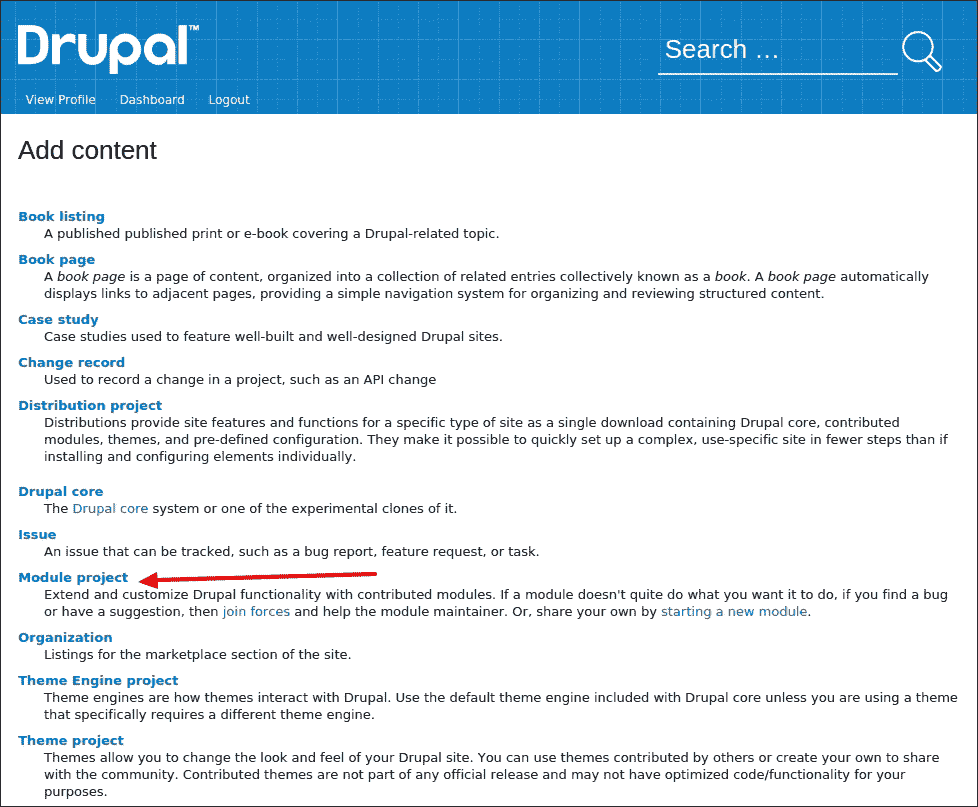 Drupal™
Search ...
View Profile Dashboard Logout
Add content
Book listing
A published published print or e-book covering a Drupal-related topic.
Book page
A book page is a page of content, organized into a collection of related entries collectively known as a book. A book page automatically
displays links to adjacent pages, providing a simple navigation system for organizing and reviewing structured content.
Case study
Case studies used to feature well-built and well-designed Drupal sites.
Change record
Used to record a change in a project, such as an API change
Distribution project
Distributions provide site features and functions for a specific type of site as a single download containing Drupal core, contributed
modules, themes, and pre-defined configuration. They make it possible to quickly set up a complex, use-specific site in fewer steps than if
installing and configuring elements individually.
Drupal core
The Drupal core system or one of the experimental clones of it.
Issue
An issue that can be tracked, such as a bug report, feature request, or task.
Module project
Extend and customize Drupal functionality with contributed modules. If a module doesn't quite do what you want it to do, if you find a bug
or have a suggestion, then join forces and help the module maintainer. Or, share your own by starting a new module.
Organization
Listings for the marketplace section of the site.
Theme Engine project
Theme engines are how themes interact with Drupal. Use the default theme engine included with Drupal core unless you are using a theme
that specifically requires a different theme engine.
Theme project
Themes allow you to change the look and feel of your Drupal site. You can use themes contributed by others or create your own to share
with the community. Contributed themes are not part of any official release and may not have optimized code/functionality for your
purposes.